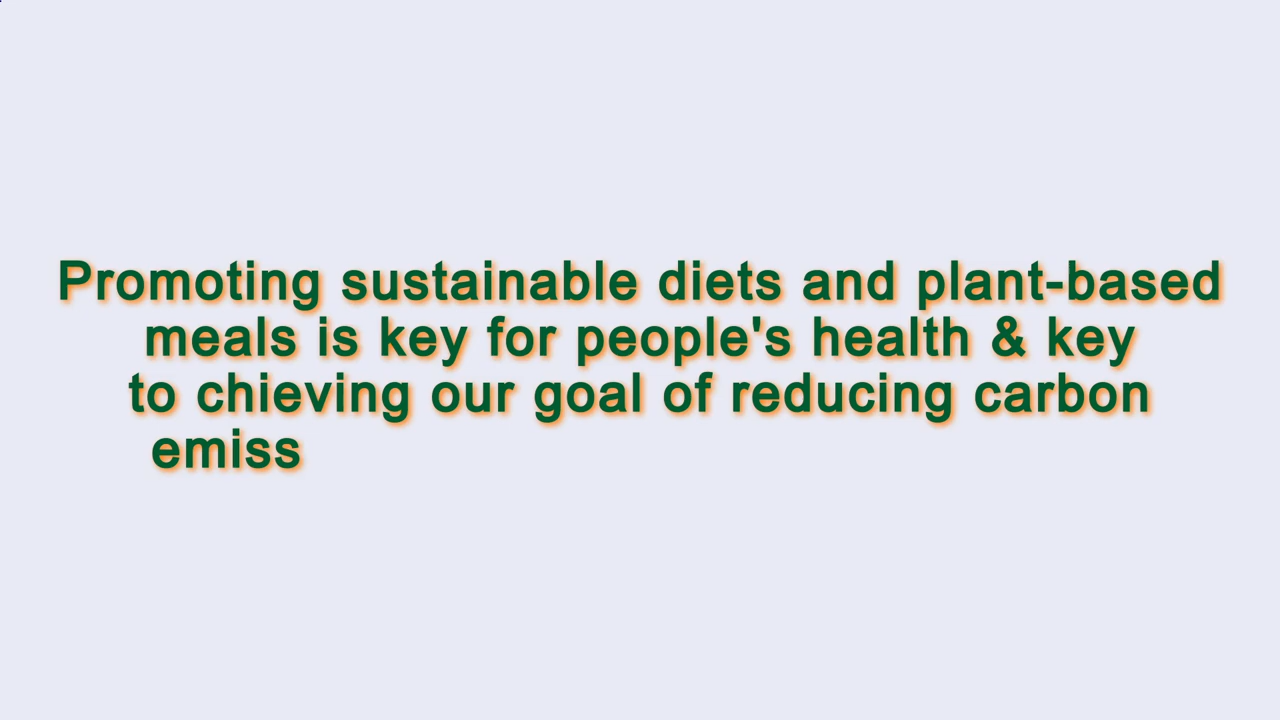 Promoting sustainable diets and plant-based
meals is key for people's health & key
to chieving our goal of reducing carbon
emiss